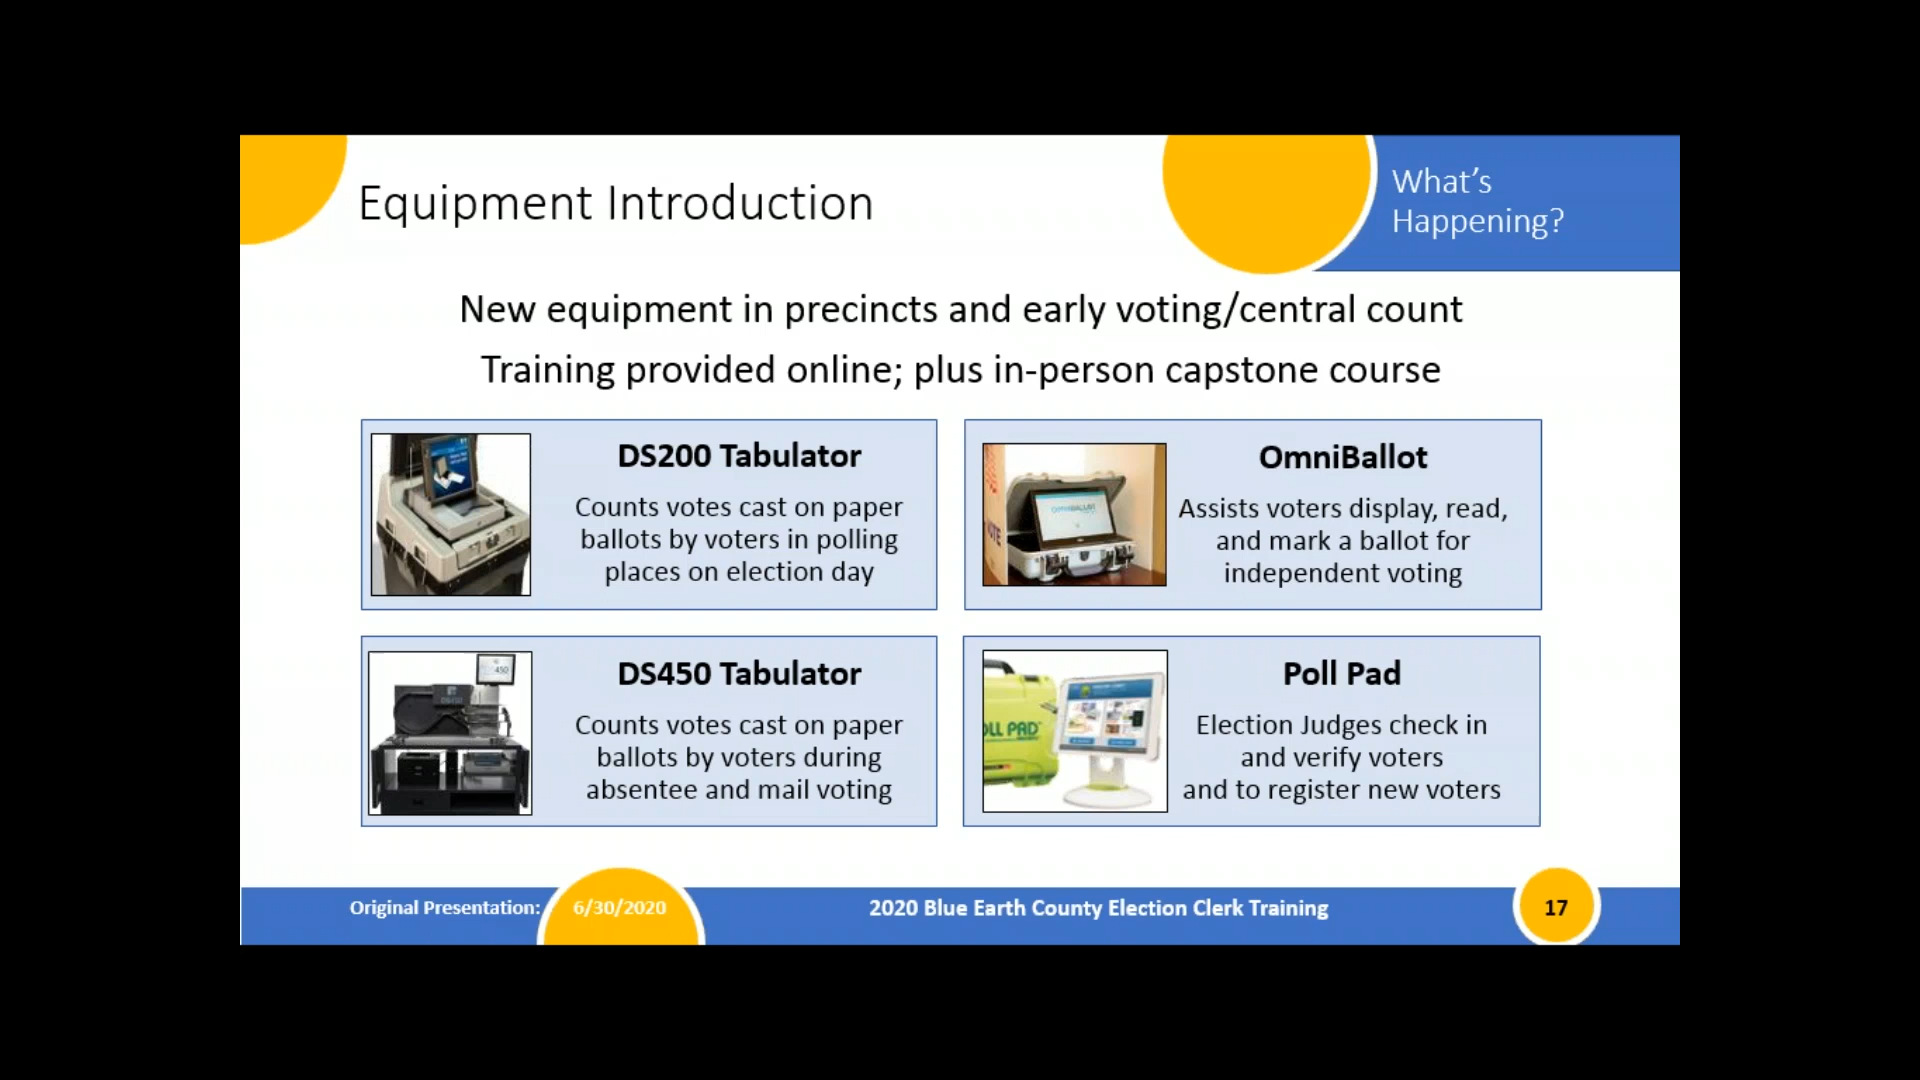 Equipment Introduction
What's
Happening?
New equipment in precincts and early voting/central count
Training provided online; plus in-person capstone course
DS200 Tabulator
Counts votes cast on paper
ballots by voters in polling
places on election day
OmniBallot
Assists voters display, read,
and mark a ballot for
independent voting
OMNIBALLOT
DS450 Tabulator
Counts votes cast on paper
ballots by voters during
absentee and mail voting
450
Poll Pad
Election Judges check in
and verify voters
and to register new voters
OLL PAD
Original Presentation:
6/30/2020
2020 Blue Earth County Election Clerk Training
17